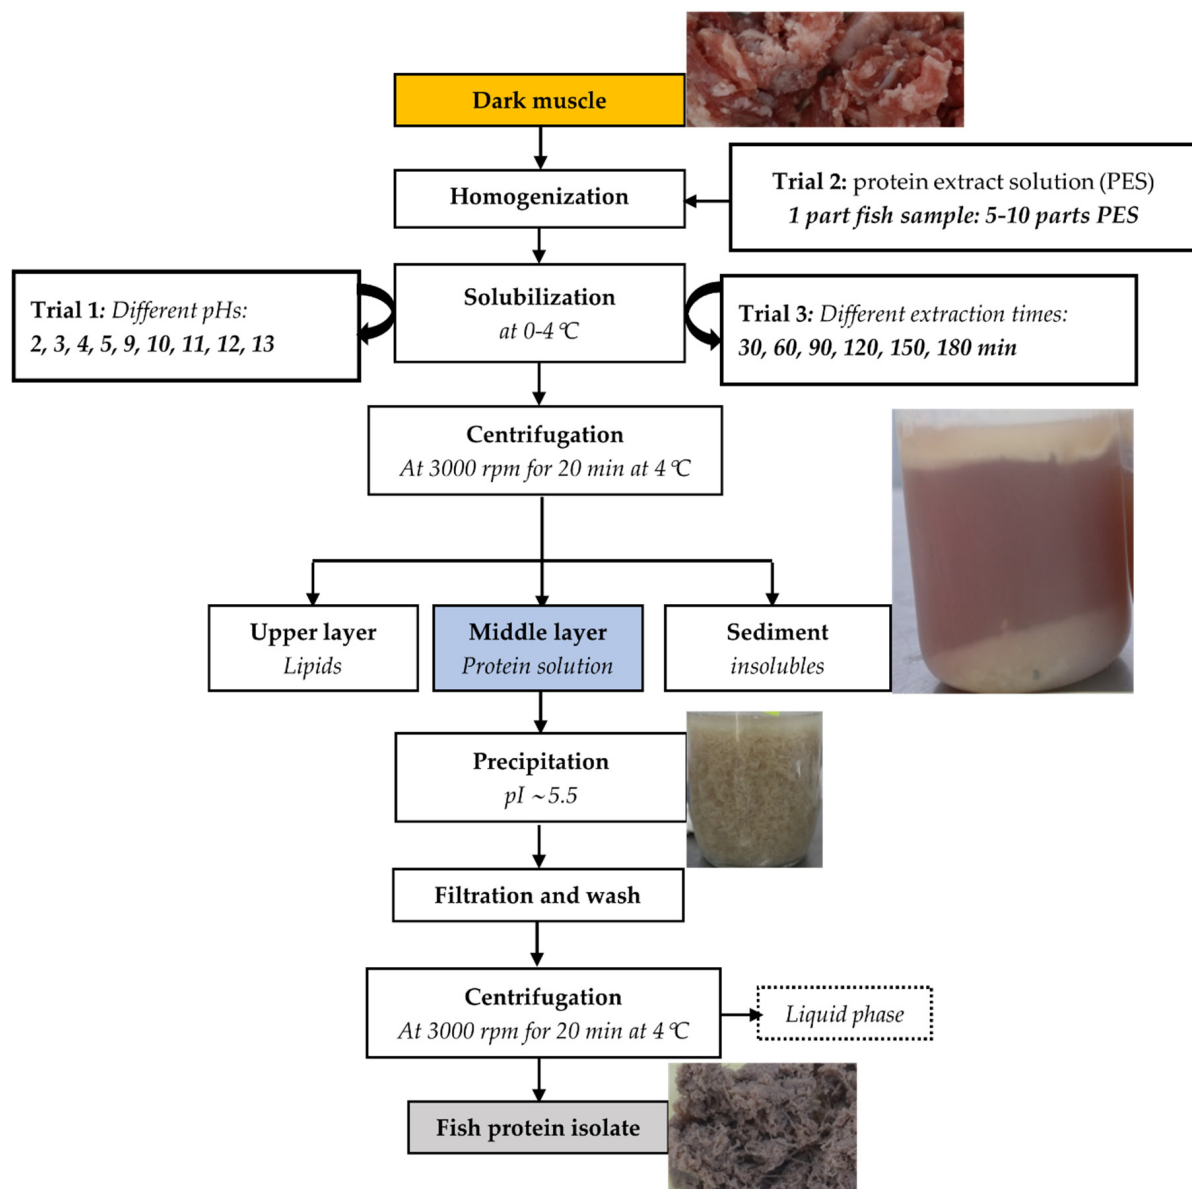 Dark muscle
Homogenization
Trial 2: protein extract solution (PES)
1 part fish sample: 5-10 parts PES
Trial 1: Different pHs:
2, 3, 4, 5, 9, 10, 11, 12, 13
Solubilization
at 0-4 °C
Trial 3: Different extraction times:
30, 60, 90, 120, 150, 180 min
Centrifugation
At 3000 rpm for 20 min at 4 °C
Upper layer
Lipids
Middle layer
Protein solution
Sediment
insolubles
Precipitation
pI ~5.5
Filtration and wash
Centrifugation
At 3000 rpm for 20 min at 4 °C
Liquid phase
Fish protein isolate